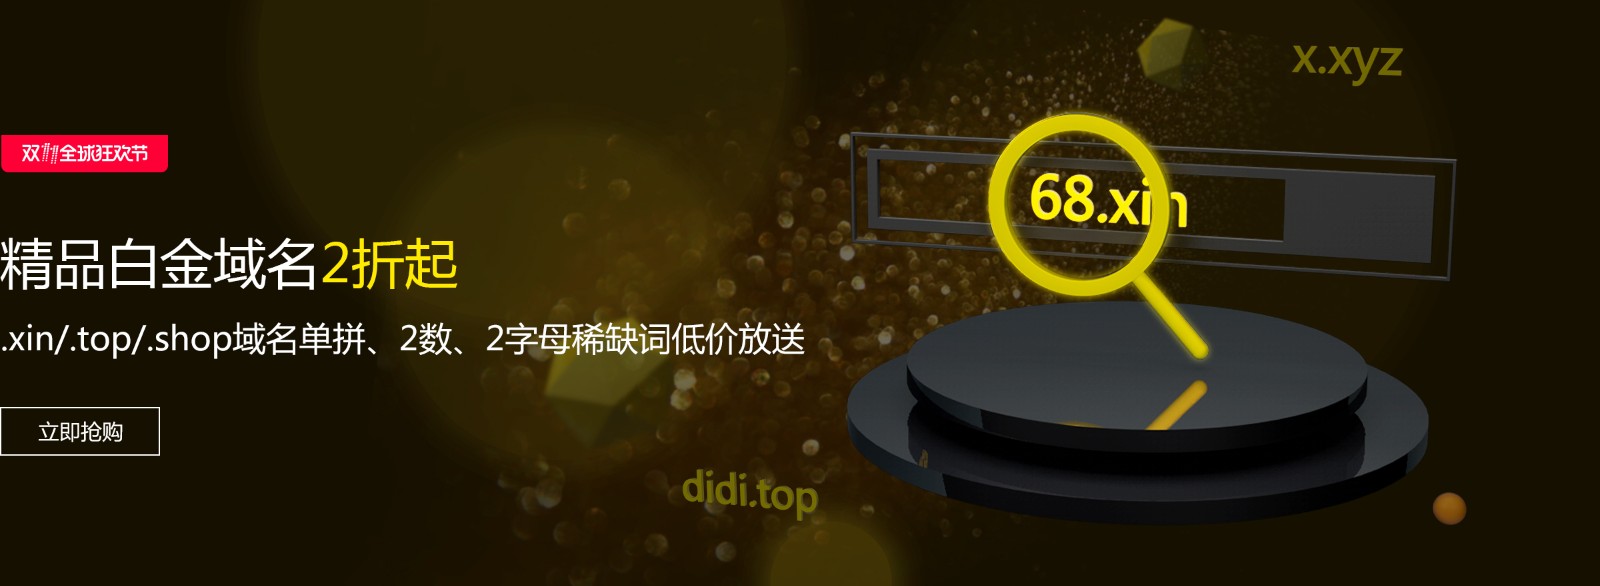 双11全球狂欢节
精品白金域名2折起
.xin/.top/.shop域名单拼、2数、2字母稀缺词低价放送
立即抢购
x.xyz
68.xin
didi.top